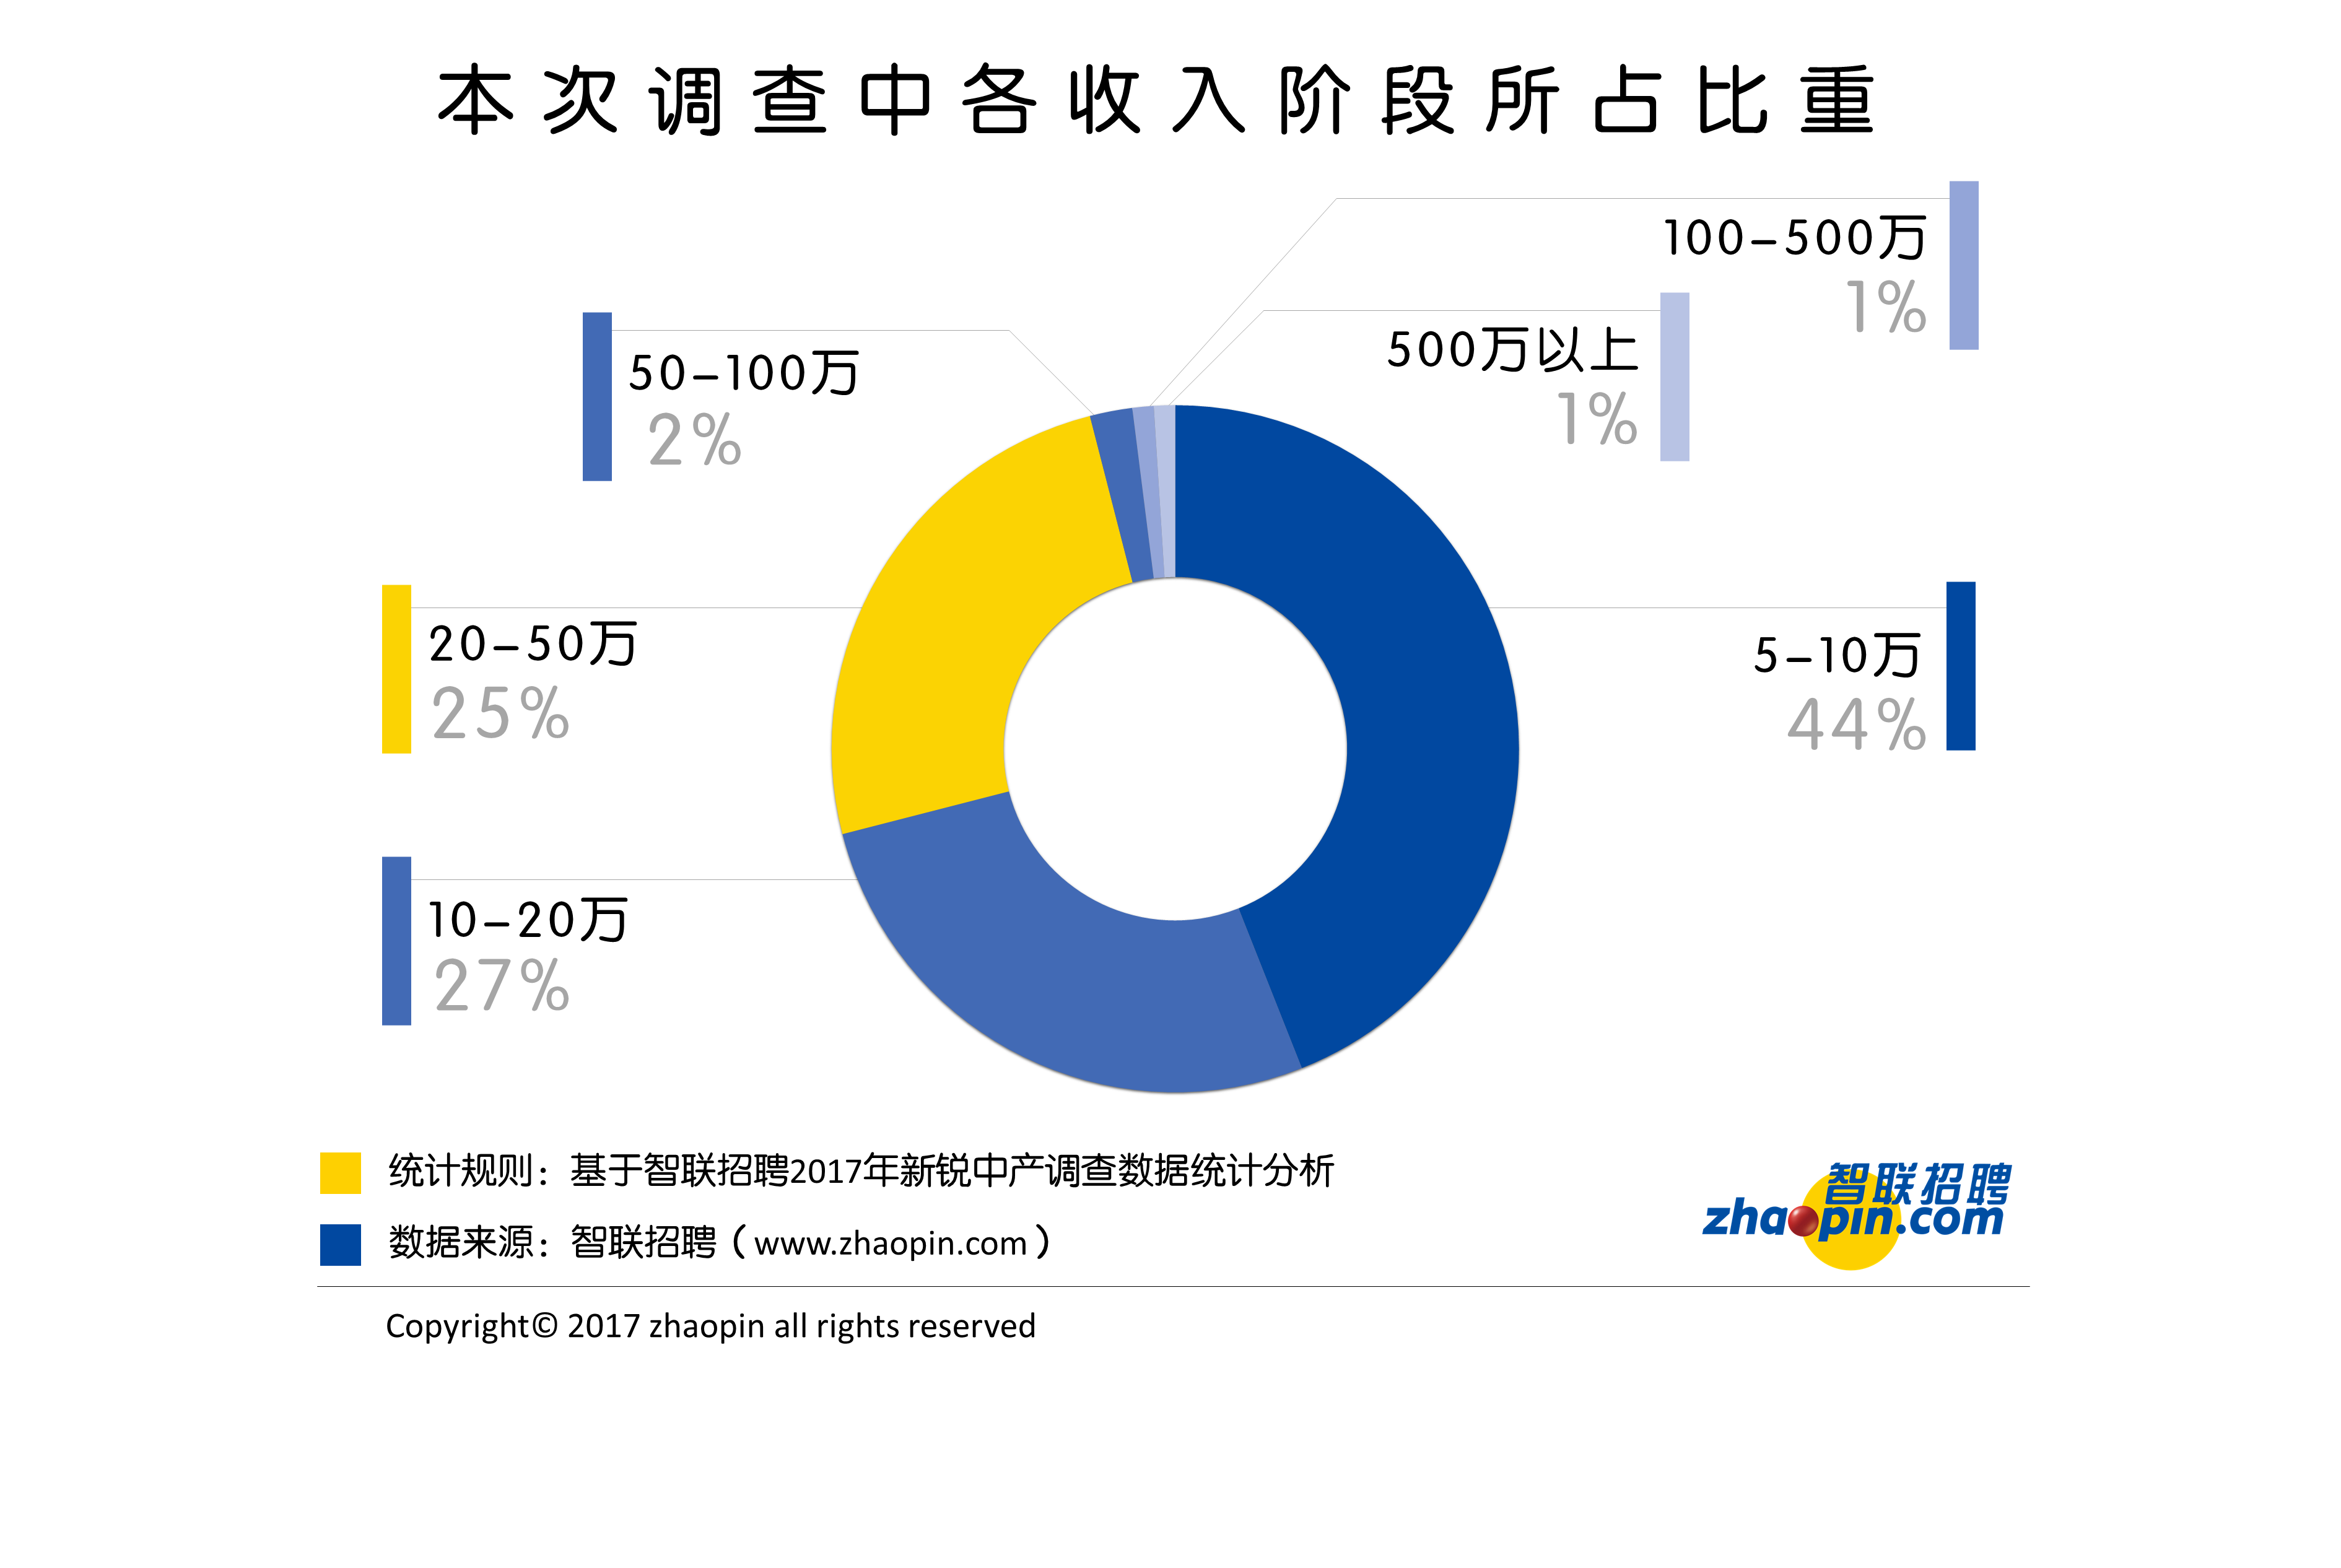 本次调查中各收入阶段所占比重
100-500万
1%
500万以上
1%
50-100万
2%
20-50万
25%
5-10万
44%
10-20万
27%
统计规则：基于智联招聘2017年新锐中产调查数据统计分析
数据来源：智联招聘（www.zhaopin.com）
智联招聘
zhaopin.com
Copyright© 2017 zhaopin all rights reserved